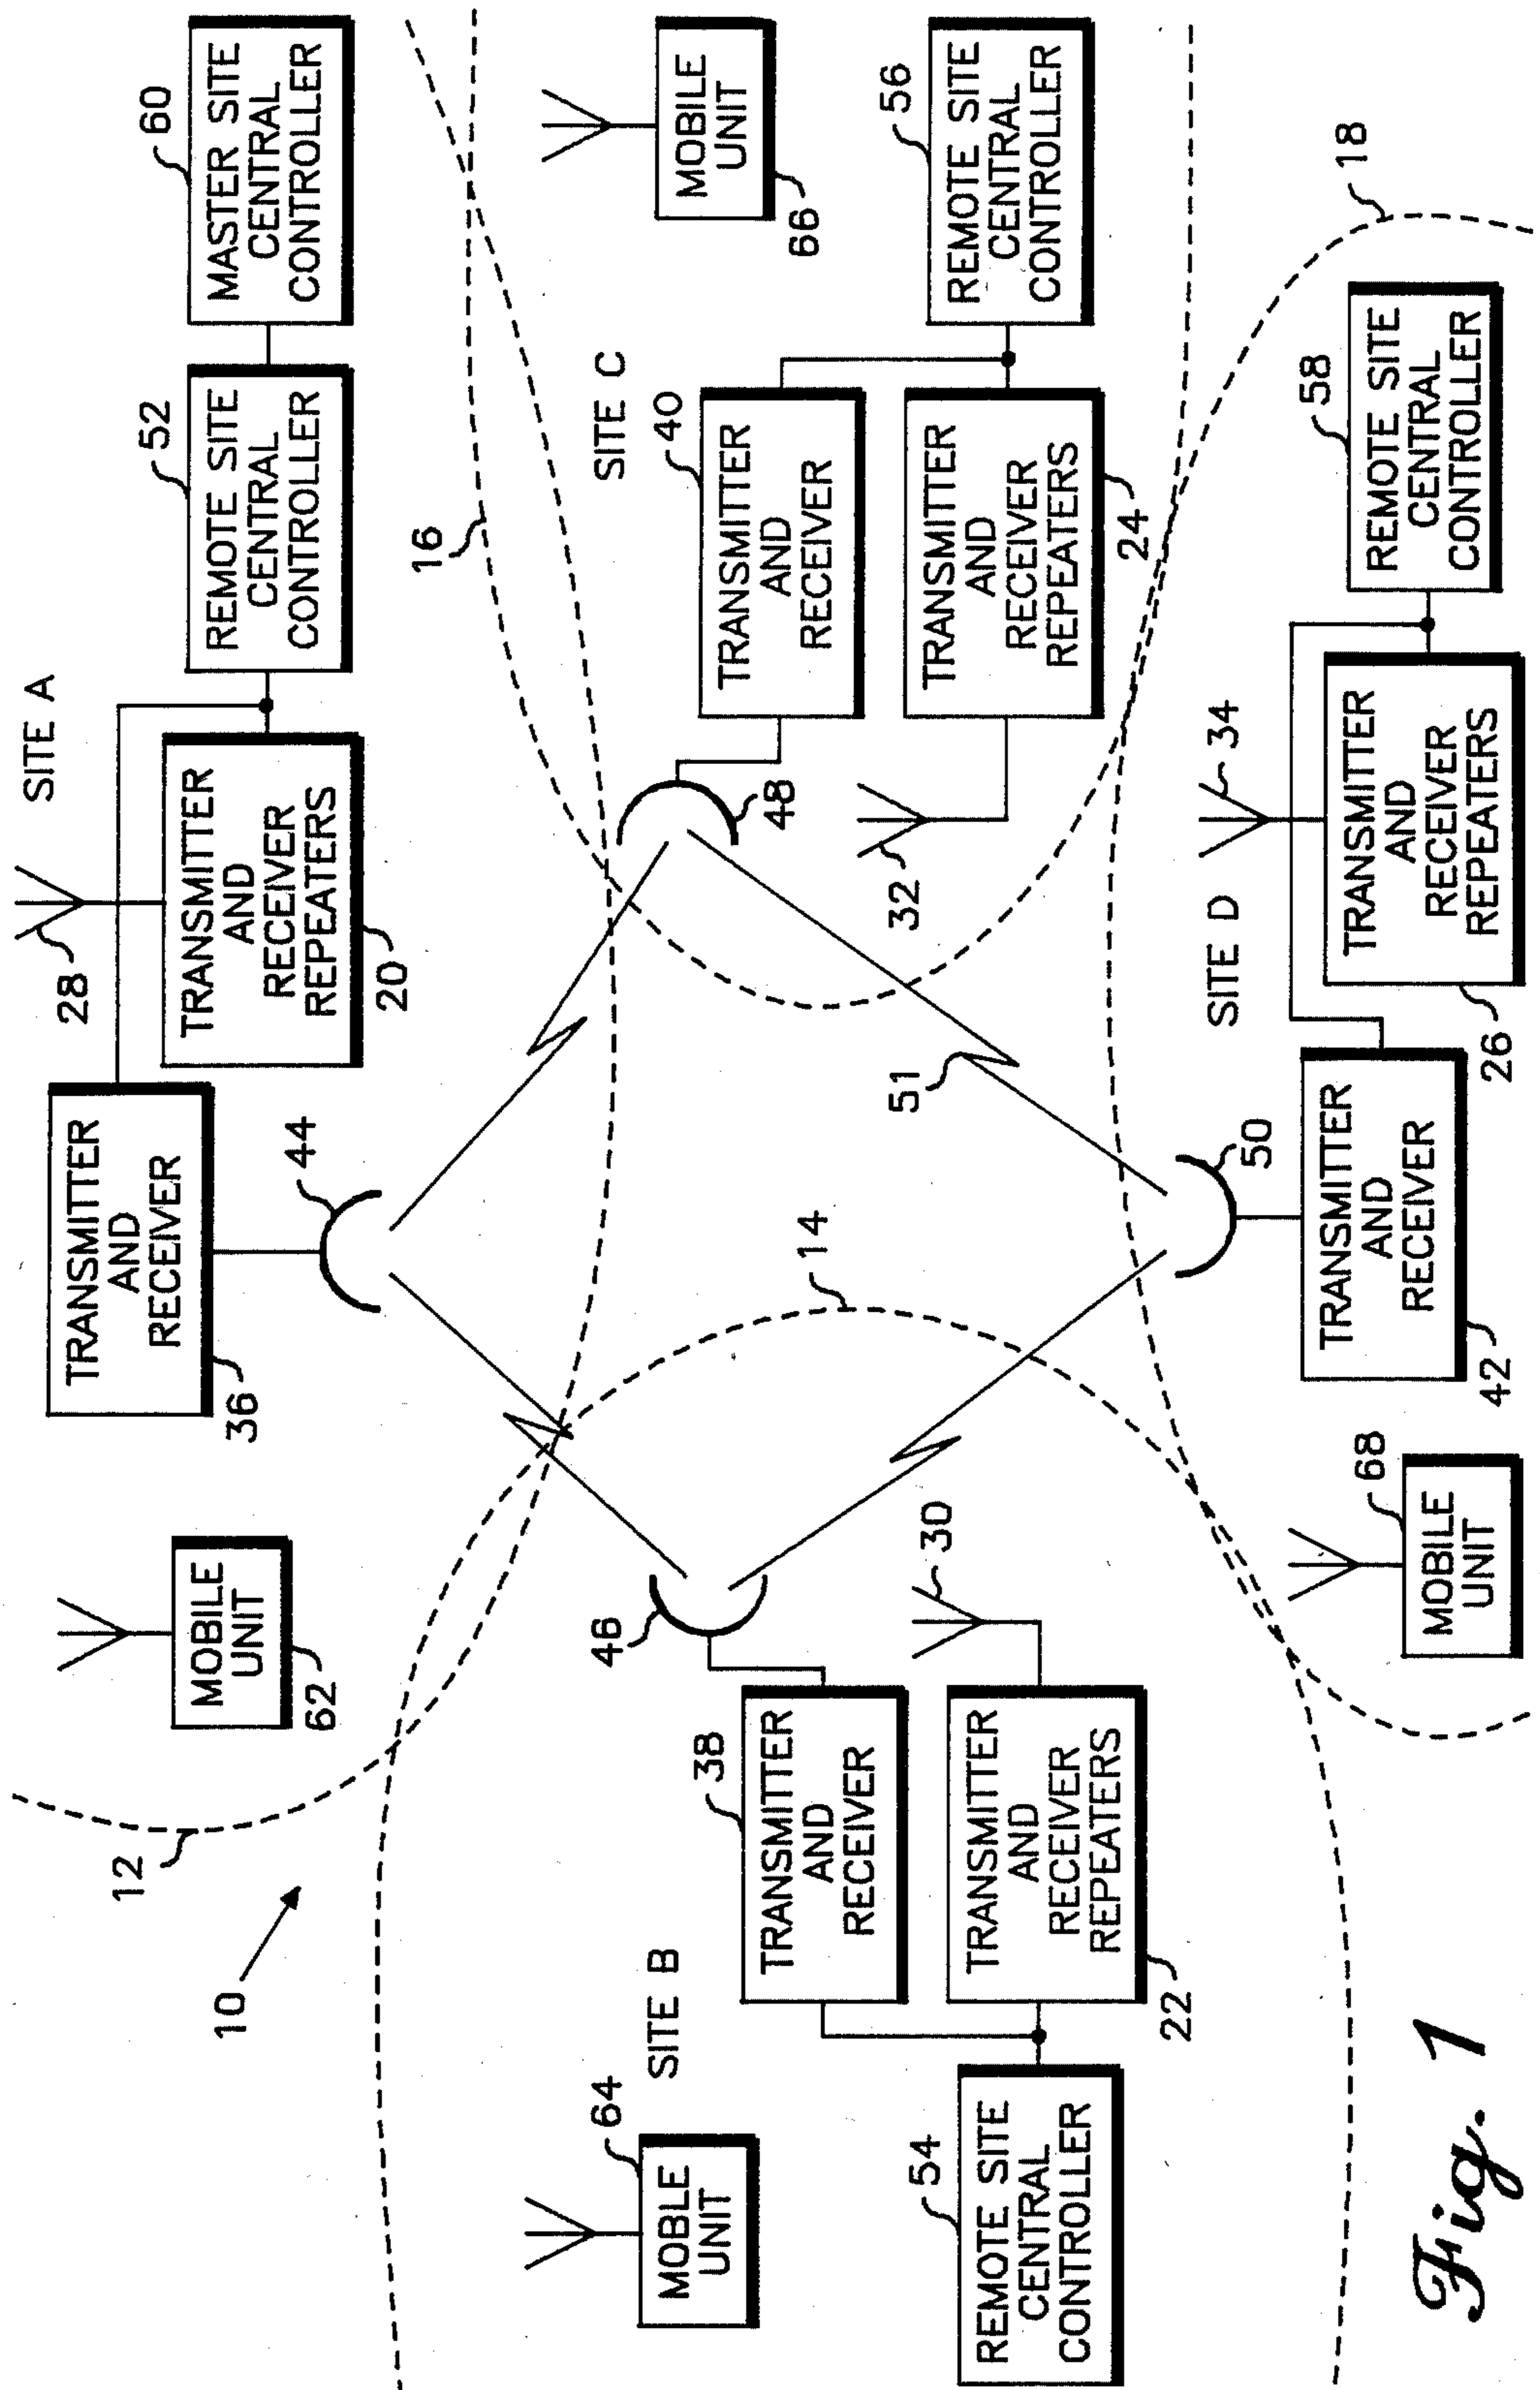 SITE A
28
TRANSMITTER
AND
RECEIVER
36
44
TRANSMITTER
AND
RECEIVER
REPEATERS
20
52
REMOTE SITE
CENTRAL
CONTROLLER
60
MASTER SITE
CENTRAL
CONTROLLER
MOBILE
UNIT
62
12
10
16
14
51
SITE B
64
MOBLE
UNIT
46
38
TRANSMITTER
AND
RECEIVER
30
TRANSMITTER
AND
RECEIVER
REPEATERS
22
54
REMOTE SITE
CENTRAL
CONTROLLER
SITE C
MOBILE
UNIT
66
48
40
TRANSMITTER
AND
RECEIVER
32
TRANSMITTER
AND
RECEIVER
REPEATERS
24
56
REMOTE SITE
CENTRAL
CONTROLLER
18
SITE D
34
50
TRANSMITTER
AND
RECEIVER
42
TRANSMITTER
AND
RECEIVER
REPEATERS
26
58
REMOTE SITE
CENTRAL
CONTROLLER
68
MOBILE
UNIT
Fig. 1